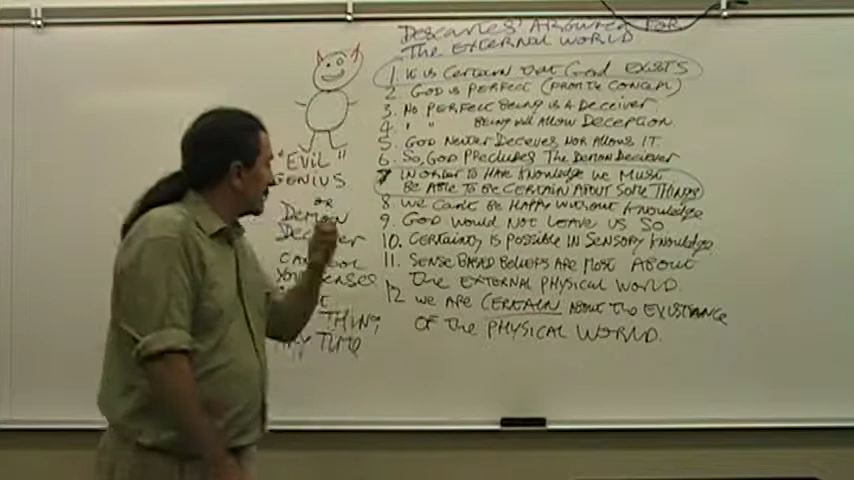 DESCARTES' ARGUMENT FOR
THE EXTERNAL WORLD
1. IT IS CERTAIN THAT GOD EXISTS
2. GOD IS PERFECT (FROM THE CONCEPT)
3. NO PERFECT BEING IS A DECEIVER
4. " " BEING WILL ALLOW DECEPTION.
5. GOD NEITHER DECEIVES NOR ALLOWS IT.
6. SO, GOD PRECLUDES THE DEMON DECIEVER
7 IN ORDER TO HAVE KNOWLEDGE WE MUST
BE ABLE TO BE CERTAIN ABOUT SOME THINGS
8. WE CAN'T BE HAPPY WITHOUT KNOWLEDGE
9. GOD WOULD NOT LEAVE US SO
10. CERTAINTY IS POSSIBLE IN SENSORY KNOWLEDGE
11. SENSE BASED BELIEFS ARE MOST ABOUT
THE EXTERNAL PHYSICAL WORLD.
12 WE ARE CERTAIN ABOUT THE EXISTANCE
OF THE PHYSICAL WORLD.
"EVIL"
GENIUS
OR
DEMON